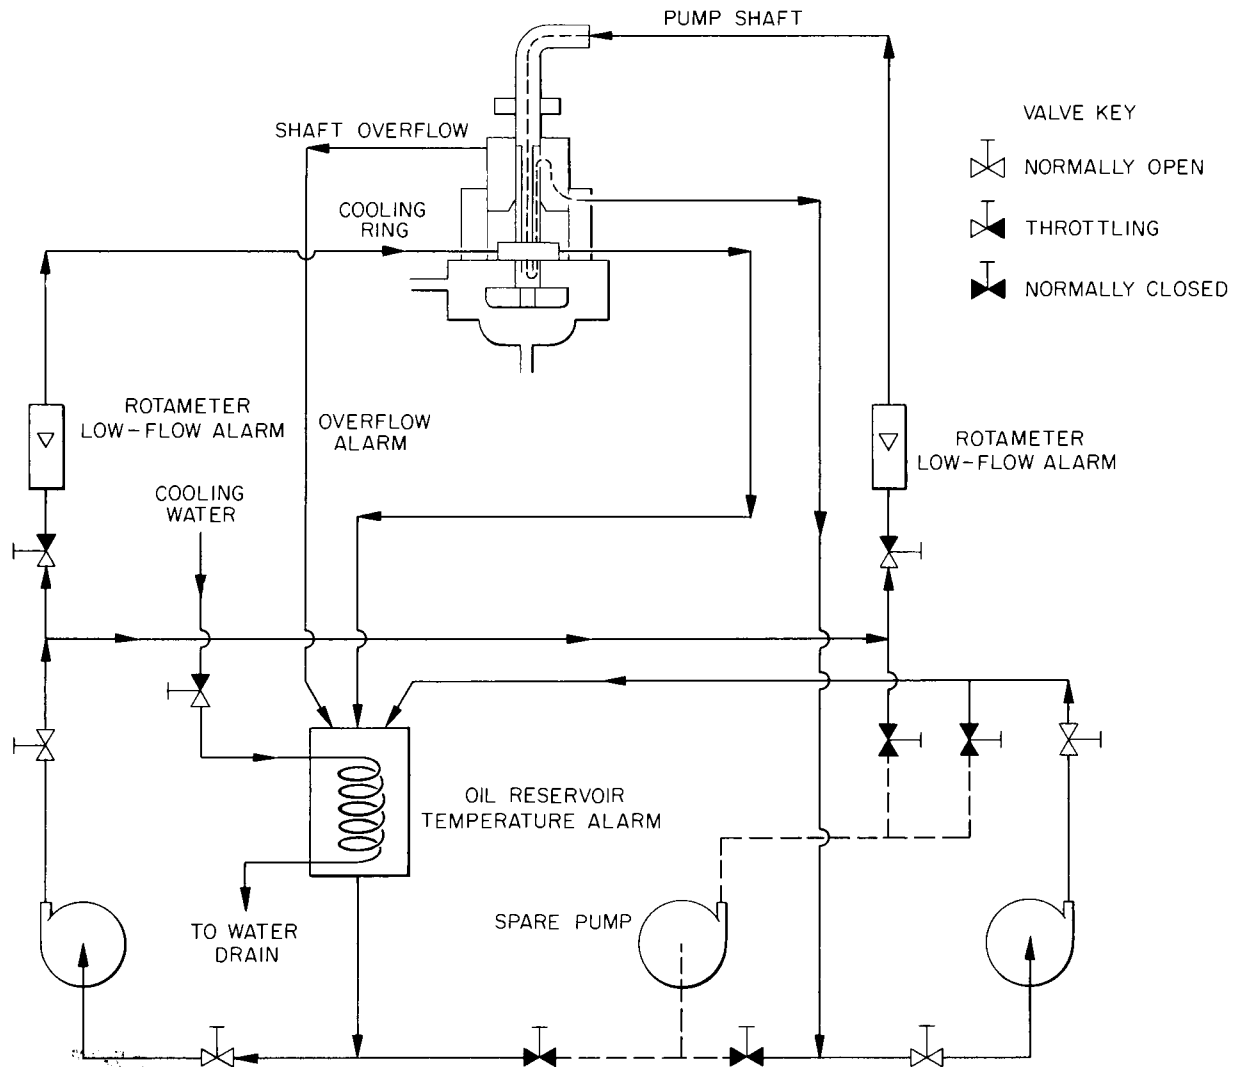 PUMP SHAFT
VALVE KEY
SHAFT OVERFLOW
NORMALLY OPEN
COOLING
RING
THROTTLING
NORMALLY CLOSED
ROTAMETER
LOW-FLOW ALARM
OVERFLOW
ALARM
ROTAMETER
LOW-FLOW ALARM
COOLING
WATER
OIL RESERVOIR
TEMPERATURE ALARM
TO WATER
DRAIN
SPARE PUMP